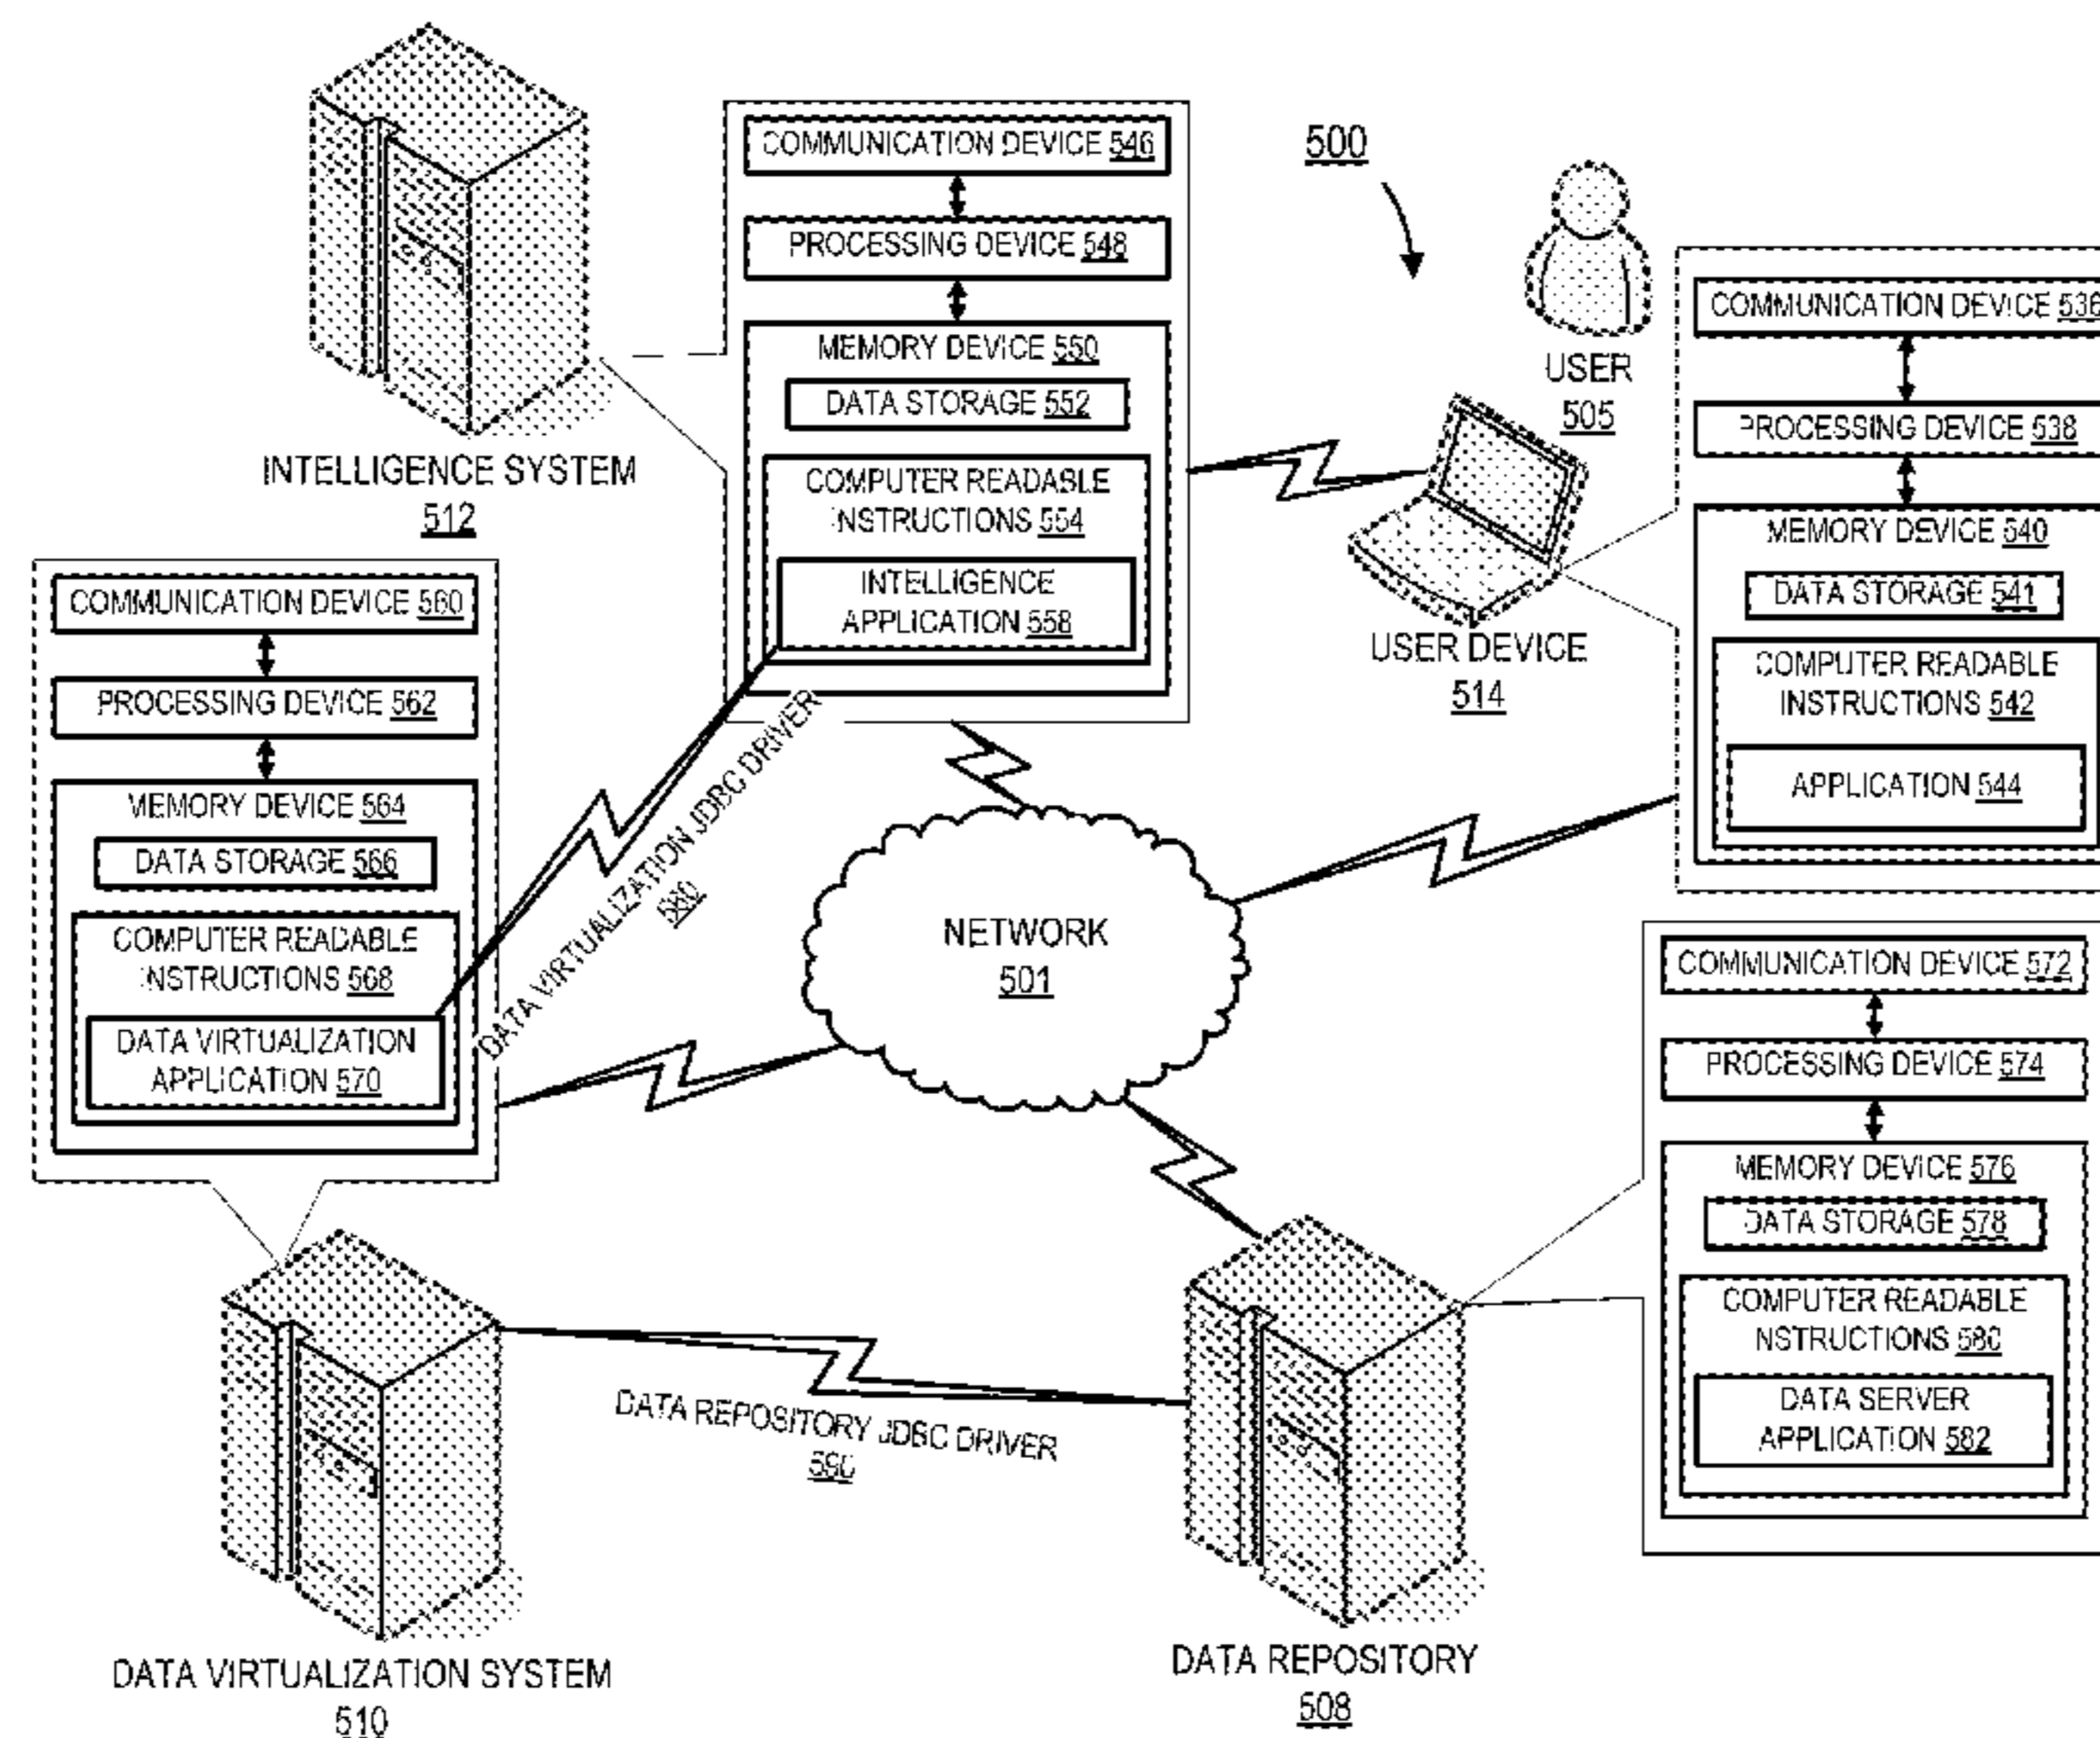 500
COMMUNICATION DEVICE 546
PROCESSING DEVICE 548
MEMORY DEVICE 550
DATA STORAGE 552
COMPUTER READABLE
INSTRUCTIONS 554
INTELLIGENCE
APPLICATION 558
INTELLIGENCE SYSTEM
512
USER
505
USER DEVICE
514
COMMUNICATION DEVICE 536
PROCESSING DEVICE 538
MEMORY DEVICE 540
DATA STORAGE 541
COMPUTER READABLE
INSTRUCTIONS 542
APPLICATION 544
COMMUNICATION DEVICE 560
PROCESSING DEVICE 562
MEMORY DEVICE 564
DATA STORAGE 566
COMPUTER READABLE
INSTRUCTIONS 568
DATA VIRTUALIZATION
APPLICATION 570
DATA VIRTUALIZATION JDBC DRIVER
NETWORK
501
COMMUNICATION DEVICE 572
PROCESSING DEVICE 574
MEMORY DEVICE 576
DATA STORAGE 578
COMPUTER READABLE
INSTRUCTIONS 580
DATA SERVER
APPLICATION 582
DATA REPOSITORY JDBC DRIVER
DATA VIRTUALIZATION SYSTEM
510
DATA REPOSITORY
508